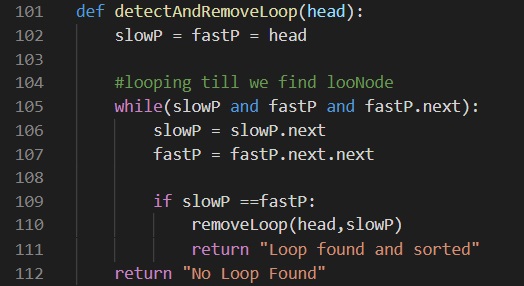 101 def detectAndRemoveLoop(head):
102     slowP = fastP = head
103
104     #looping till we find looNode
105     while(slowP and fastP and fastP.next):
106         slowP = slowP.next
107         fastP = fastP.next.next
108
109         if slowP ==fastP:
110             removeLoop(head,slowP)
111             return "Loop found and sorted"
112     return "No Loop Found"